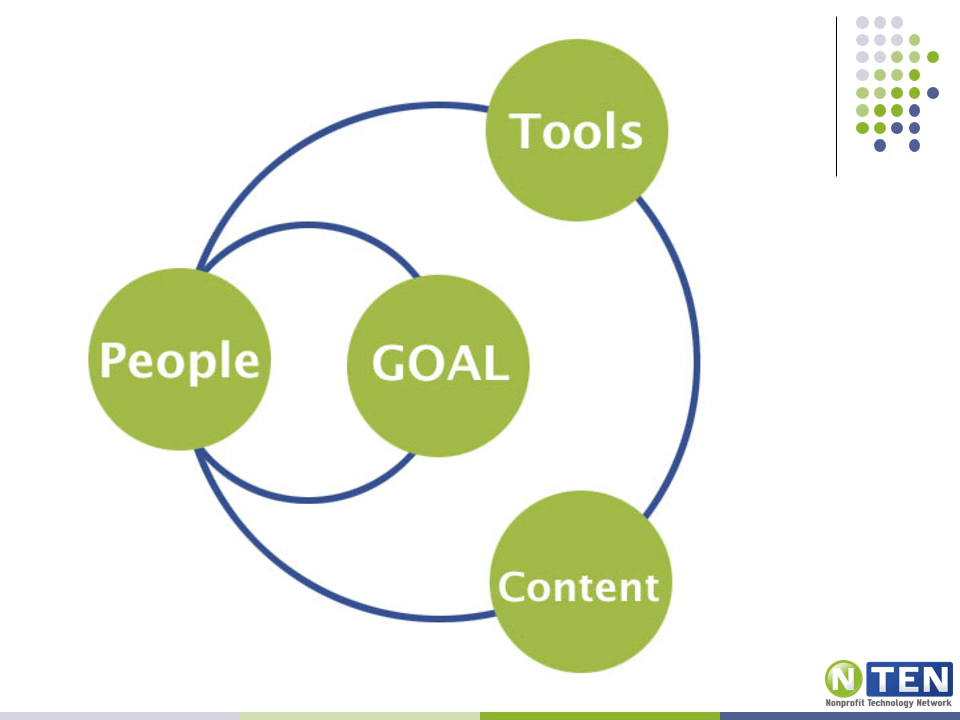 Tools
People
GOAL
Content
NTEN
Nonprofit Technology Network